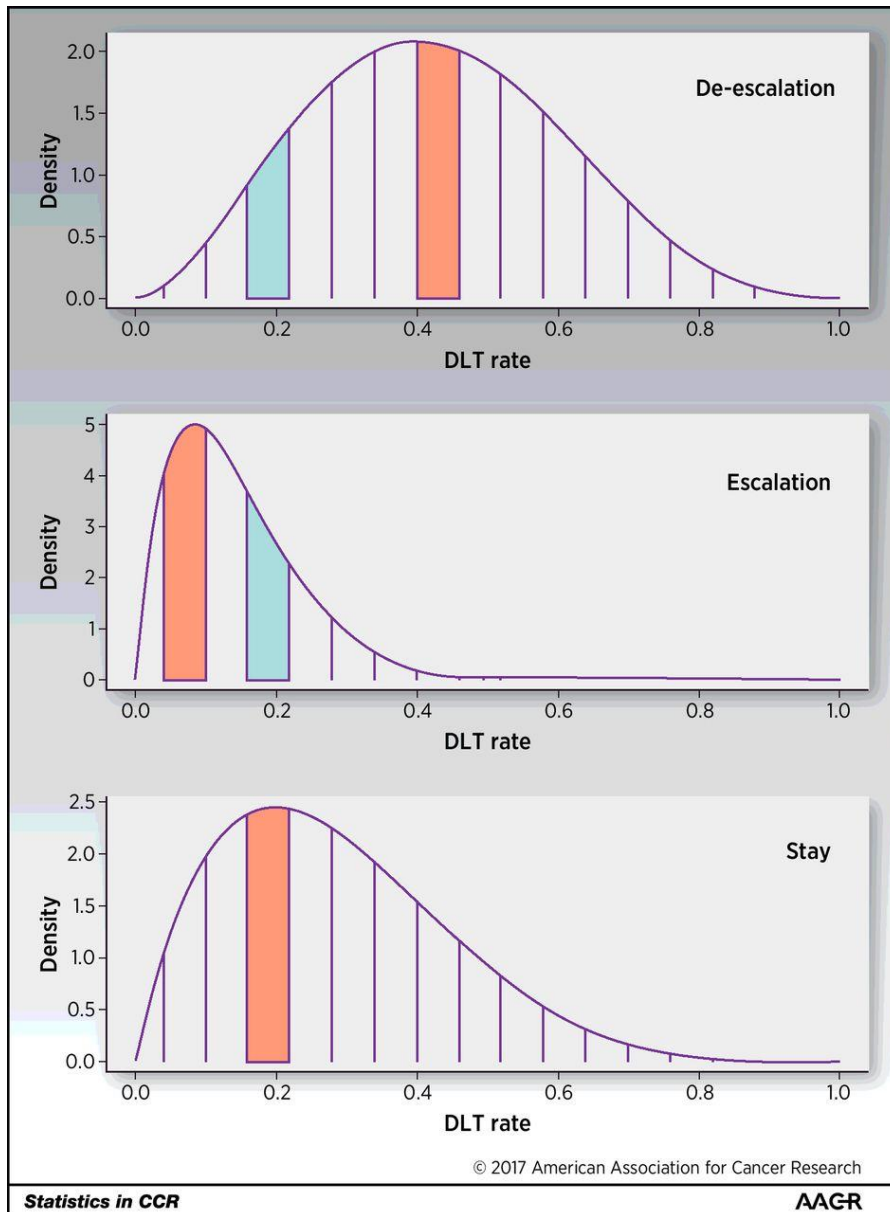 2.0
1.5
1.0
0.5
0.0
Density
De-escalation
0.0 0.2 0.4 0.6 0.8 1.0
DLT rate
5
4
3
2
1
0
Density
Escalation
0.0 0.2 0.4 0.6 0.8 1.0
DLT rate
2.5
2.0
1.5
1.0
0.5
0.0
Density
Stay
0.0 0.2 0.4 0.6 0.8 1.0
DLT rate
© 2017 American Association for Cancer Research
Statistics in CCR AACR